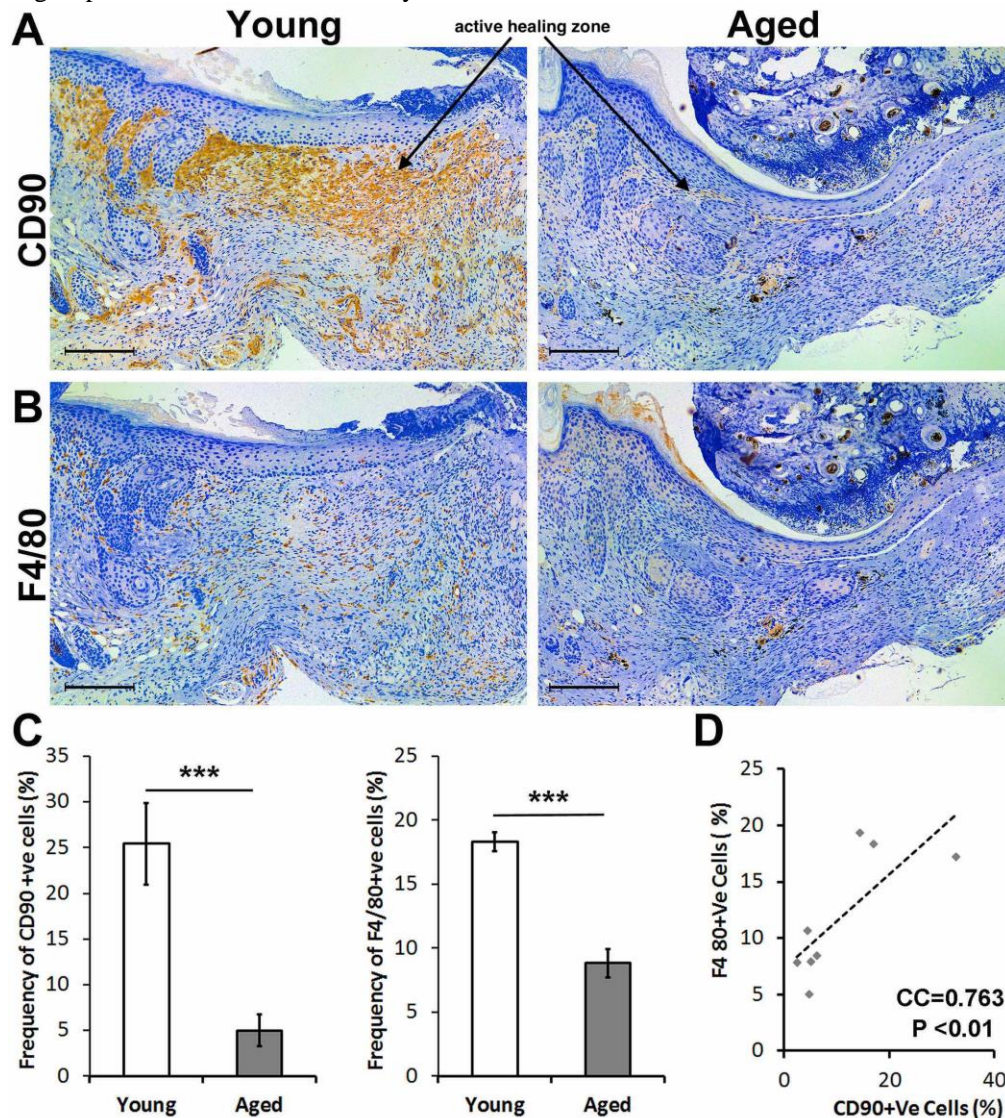 Young
Aged
active healing zone
A
CD90
B
F4/80
C
D
Frequency of CD90 +ve cells (%)
35
30
25
20
15
10
5
0
***
Young
Aged
Frequency of F4/80+ve cells (%)
25
20
15
10
5
0
***
Young
Aged
F4 80+Ve Cells ( %)
25
20
15
10
5
0
CC=0.763
P <0.01
0
20
40
CD90+Ve Cells (%)